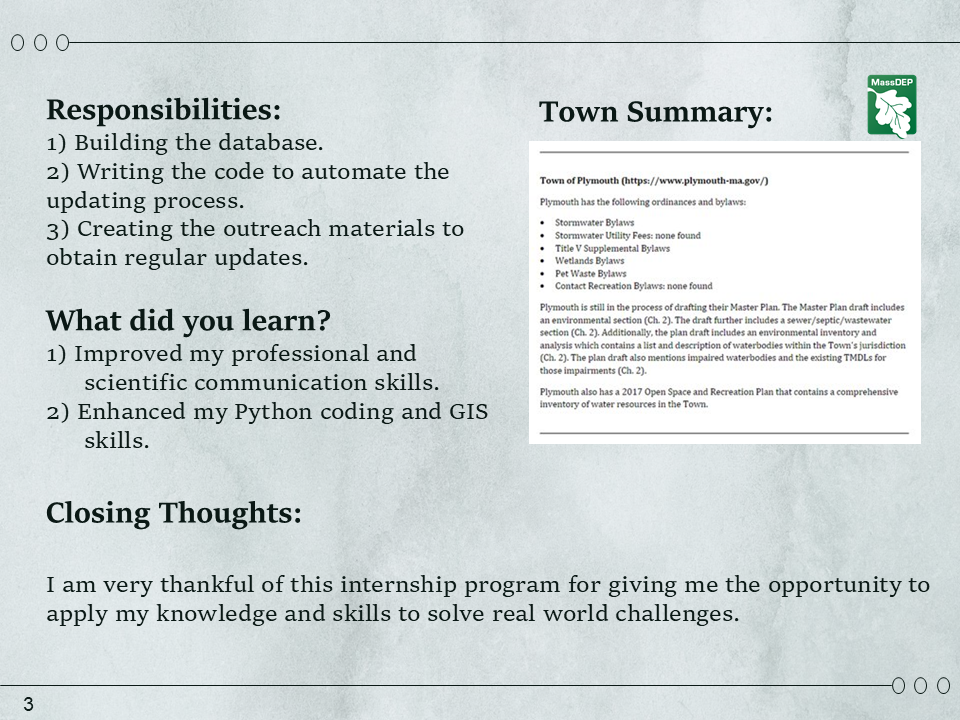 Responsibilities:
1) Building the database.
2) Writing the code to automate the
updating process.
3) Creating the outreach materials to
obtain regular updates.
What did you learn?
1) Improved my professional and
scientific communication skills.
2) Enhanced my Python coding and GIS
skills.
Town Summary:
MassDEP
Town of Plymouth (https://www.plymouth-ma.gov/)
Plymouth has the following ordinances and bylaws:
• Stormwater Bylaws
• Stormwater Utility Fees: none found
• Title V Supplemental Bylaws
• Wetlands Bylaws
• Pet Waste Bylaws
• Contact Recreation Bylaws: none found
Plymouth is still in the process of drafting their Master Plan. The Master Plan draft includes
an environmental section (Ch. 2). The draft further includes a sewer/septic/wastewater
section (Ch. 2). Additionally, the plan draft includes an environmental inventory and
analysis which contains a list and description of waterbodies within the Town's jurisdiction
(Ch. 2). The plan draft also mentions impaired waterbodies and the existing TMDLs for
those impairments (Ch. 2).
Plymouth also has a 2017 Open Space and Recreation Plan that contains a comprehensive
inventory of water resources in the Town.
Closing Thoughts:
I am very thankful of this internship program for giving me the opportunity to
apply my knowledge and skills to solve real world challenges.
3